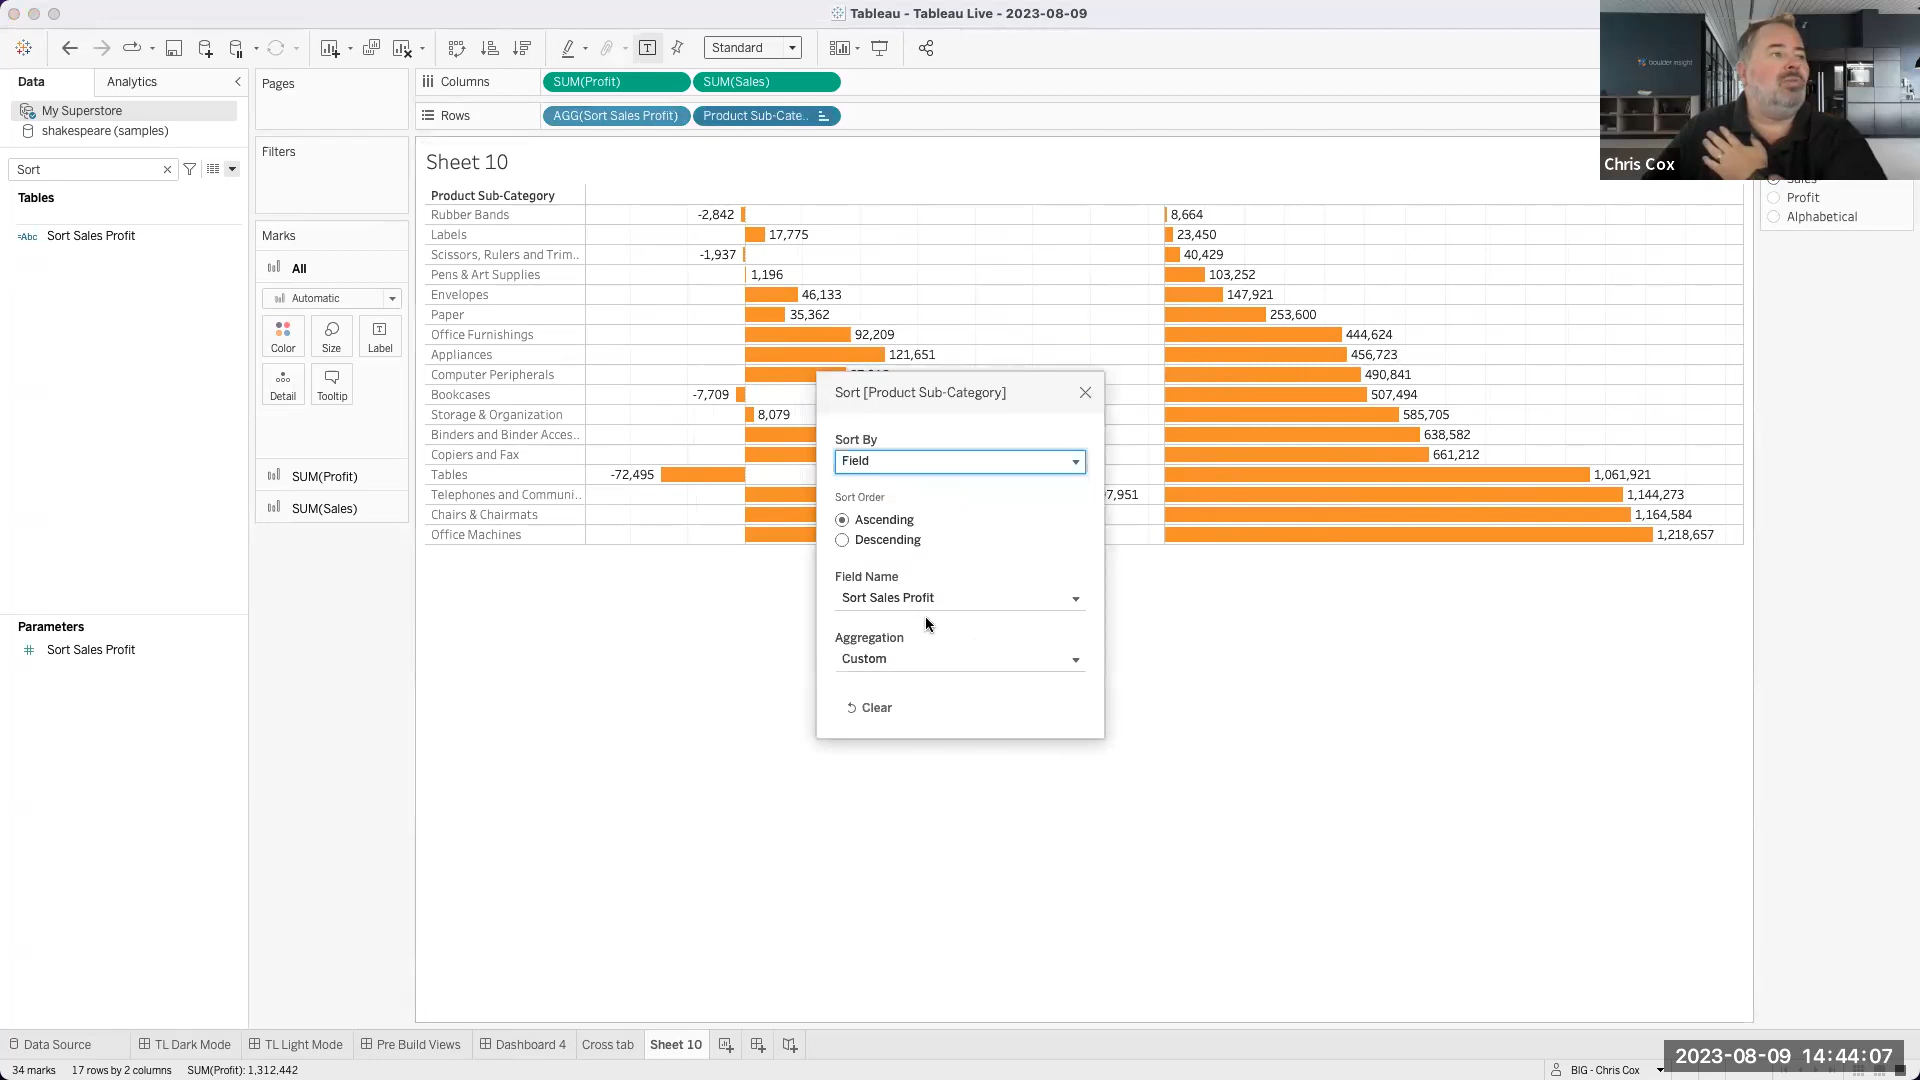 Tableau - Tableau Live - 2023-08-09
Standard
boulder insight
Chris Cox
Data
Analytics
My Superstore
shakespeare (samples)
Sort
Tables
=Abc Sort Sales Profit
Parameters
# Sort Sales Profit
Pages
Filters
Marks
All
Automatic
Color
Size
Label
Detail
Tooltip
SUM(Profit)
SUM(Sales)
Columns SUM(Profit) SUM(Sales)
Rows AGG(Sort Sales Profit) Product Sub-Cate..
Sheet 10
Product Sub-Category
Rubber Bands -2,842 8,664
Labels 17,775 23,450
Scissors, Rulers and Trim.. -1,937 40,429
Pens & Art Supplies 1,196 103,252
Envelopes 46,133 147,921
Paper 35,362 253,600
Office Furnishings 92,209 444,624
Appliances 121,651 456,723
Computer Peripherals 490,841
Bookcases -7,709 507,494
Storage & Organization 8,079 585,705
Binders and Binder Acces.. 638,582
Copiers and Fax 661,212
Tables -72,495 1,061,921
Telephones and Communi.. 7,951 1,144,273
Chairs & Chairmats 1,164,584
Office Machines 1,218,657
Sort [Product Sub-Category]
Sort By
Field
Sort Order
Ascending
Descending
Field Name
Sort Sales Profit
Aggregation
Custom
Clear
Sales
Profit
Alphabetical
Data Source TL Dark Mode TL Light Mode Pre Build Views Dashboard 4 Cross tab Sheet 10
34 marks 17 rows by 2 columns SUM(Profit): 1,312,442
BIG - Chris Cox
2023-08-09 14:44:07